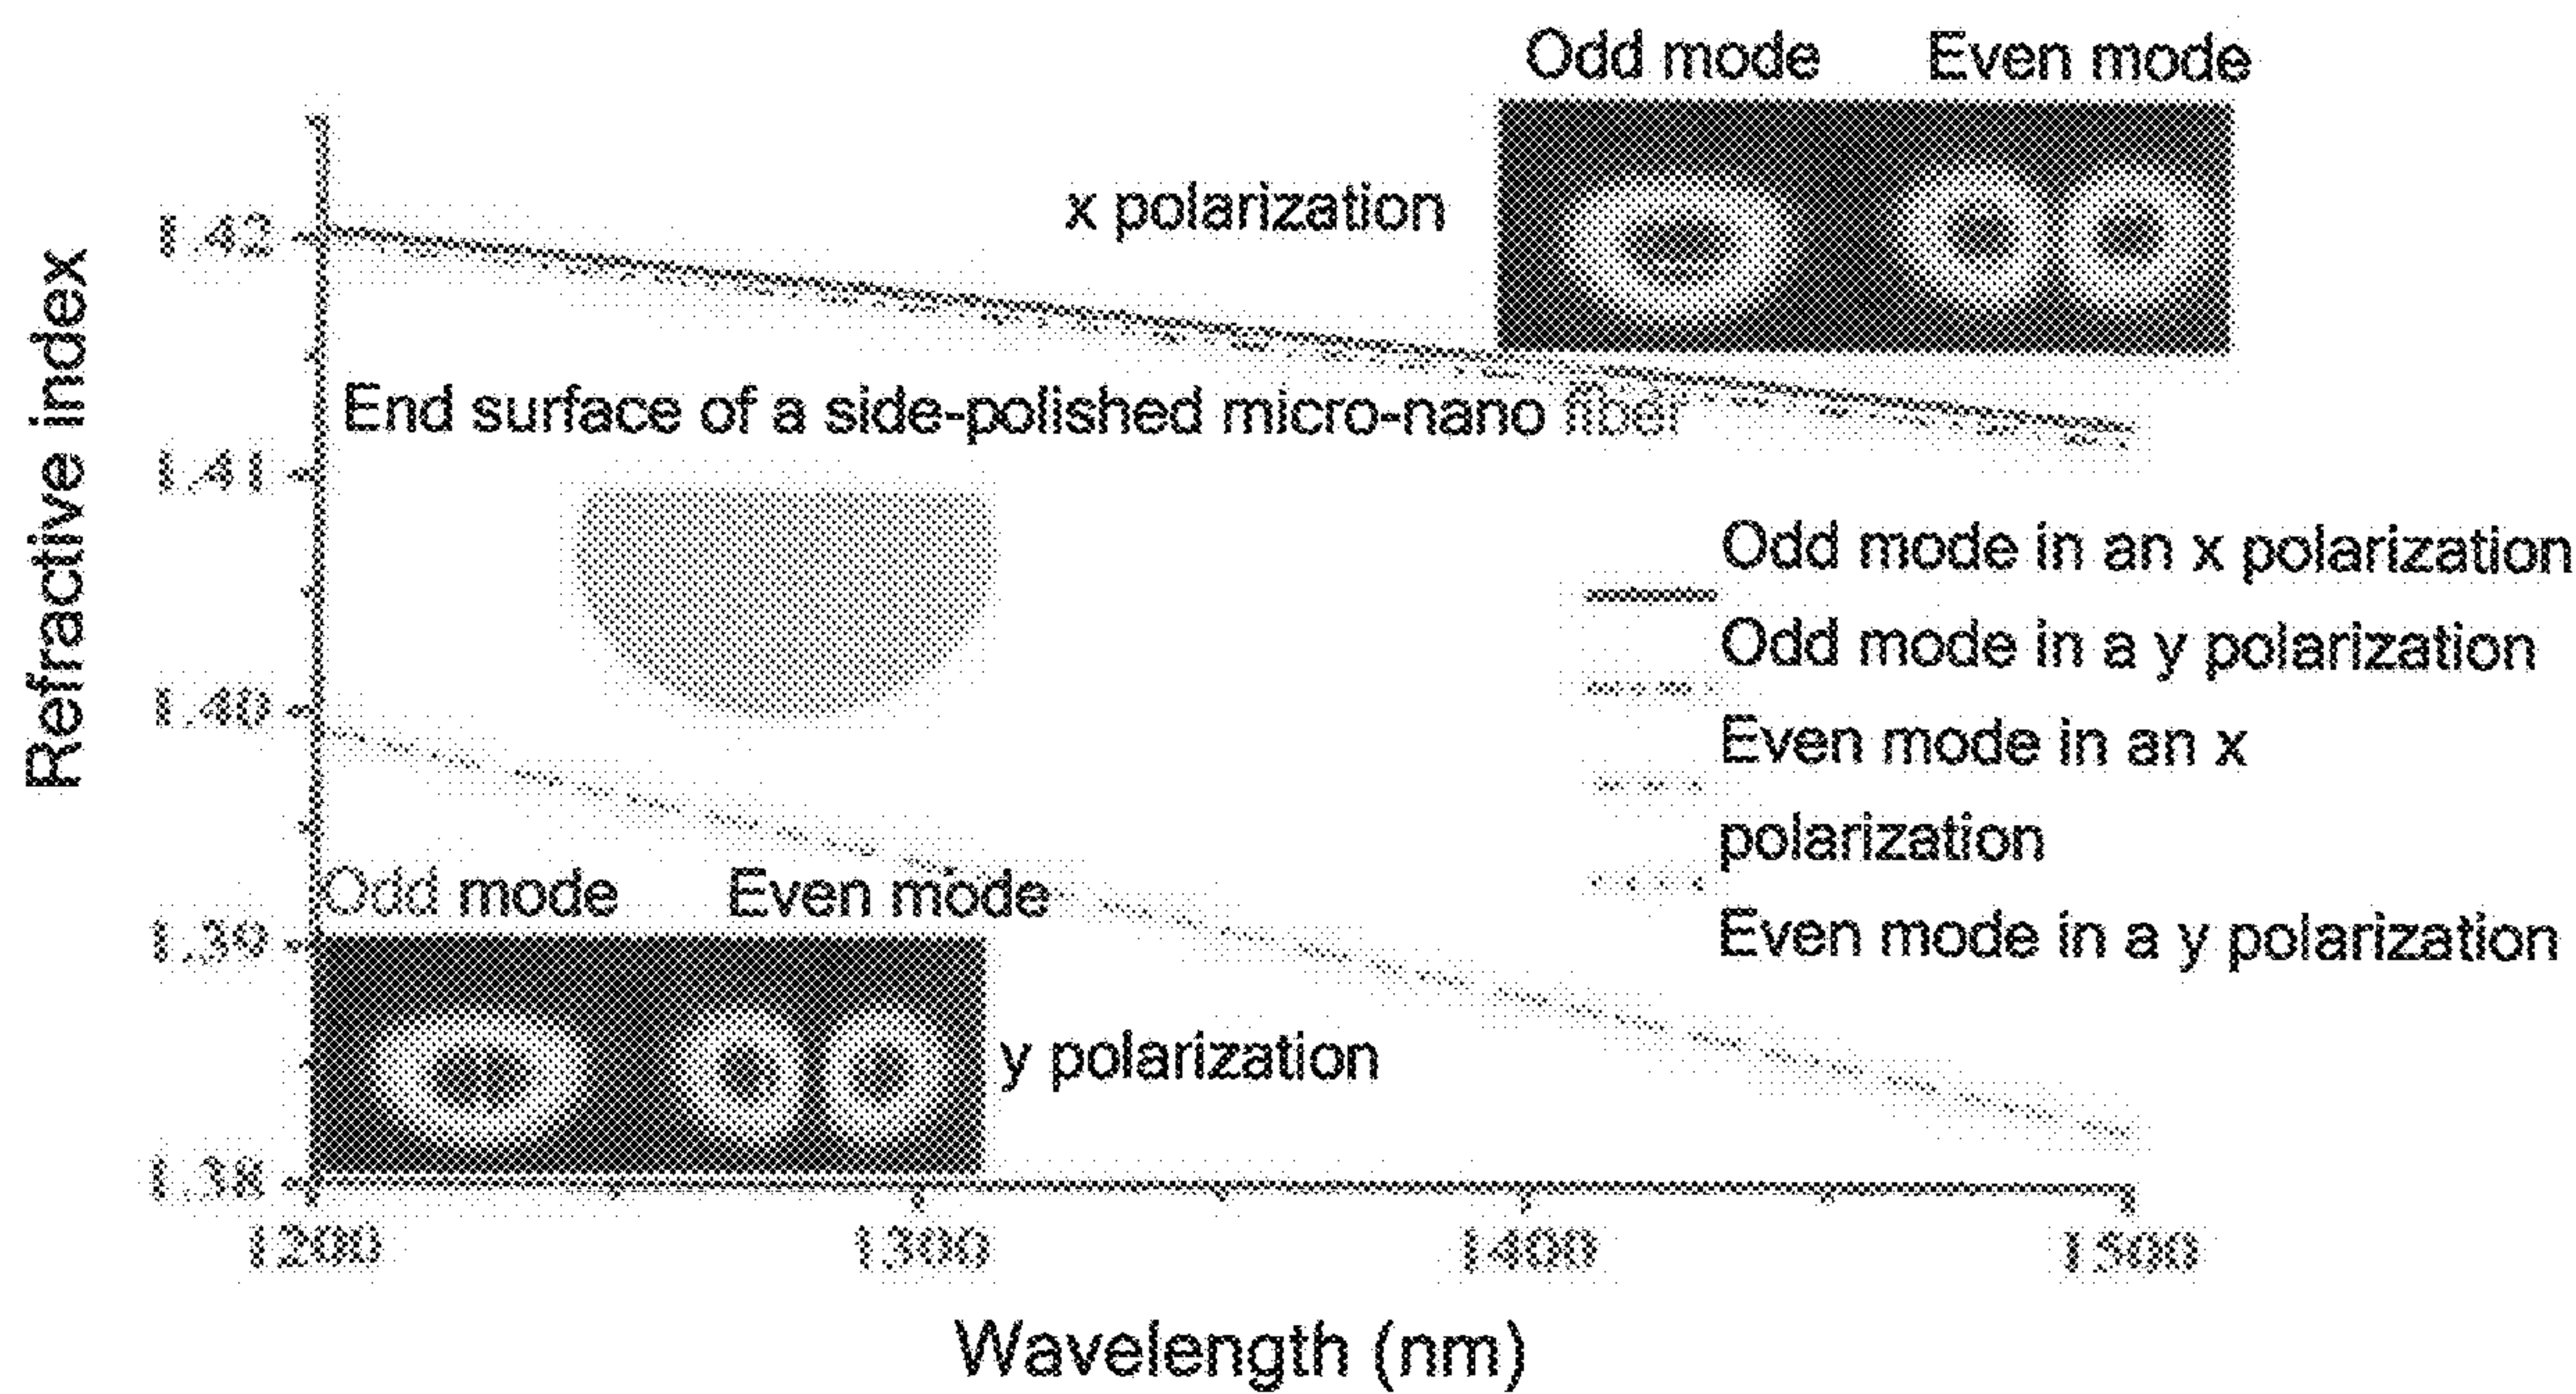 Odd mode Even mode
x polarization
1.42
End surface of a side-polished micro-nano fiber
1.41
Refractive index
Odd mode in an x polarization
Odd mode in a y polarization
Even mode in an x
polarization
Even mode in a y polarization
1.40
Odd mode Even mode
1.39
y polarization
1.38
1200 1300 1400 1500
Wavelength (nm)